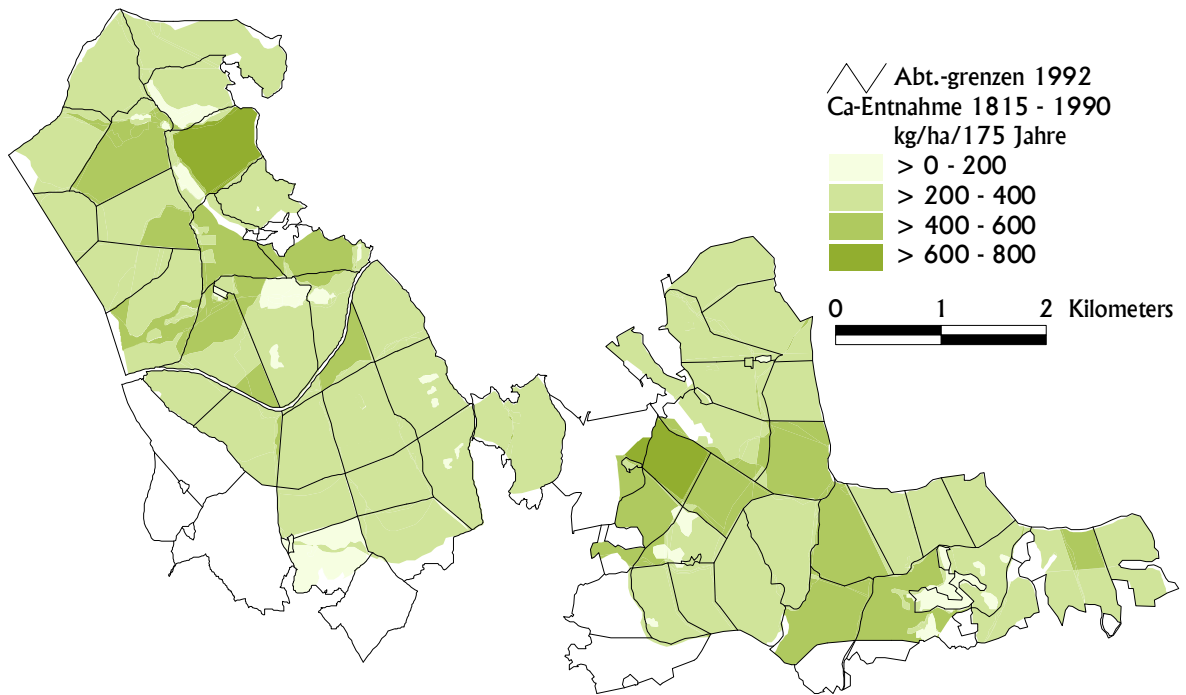 Abt.-grenzen 1992
Ca-Entnahme 1815 - 1990
kg/ha/175 Jahre
> 0 - 200
> 200 - 400
> 400 - 600
> 600 - 800
0 1 2 Kilometers